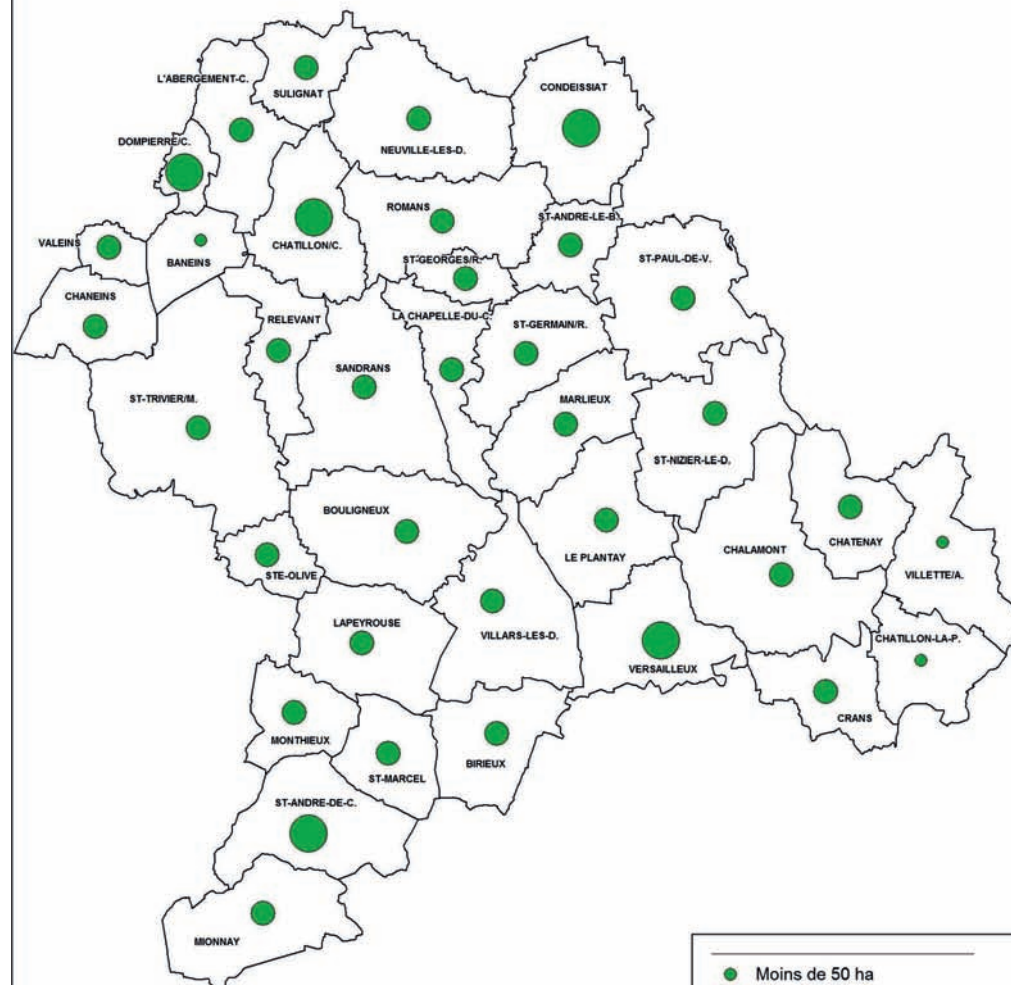 L'ABERGEMENT-C.
SULIGNAT
CONDEISSIAT
DOMPIERRE/C.
NEUVILLE-LES-D.
ROMANS
ST-ANDRE-LE-B.
VALEINS
BANEINS
CHATILLON/C.
ST-GEORGES/R.
ST-PAUL-DE-V.
CHANEINS
RELEVANT
LA CHAPELLE-DU-C.
ST-GERMAIN/R.
SANDRANS
MARLIEUX
ST-TRIVIER/M.
ST-NIZIER-LE-D.
BOULIGNEUX
LE PLANTAY
CHALAMONT
CHATENAY
STE-OLIVE
VILLETTE/A.
LAPEYROUSE
VILLARS-LES-D.
VERSAILLEUX
CHATILLON-LA-P.
CRANS
MONTHIEUX
ST-MARCEL
BIRIEUX
ST-ANDRE-DE-C.
MIONNAY
Moins de 50 ha